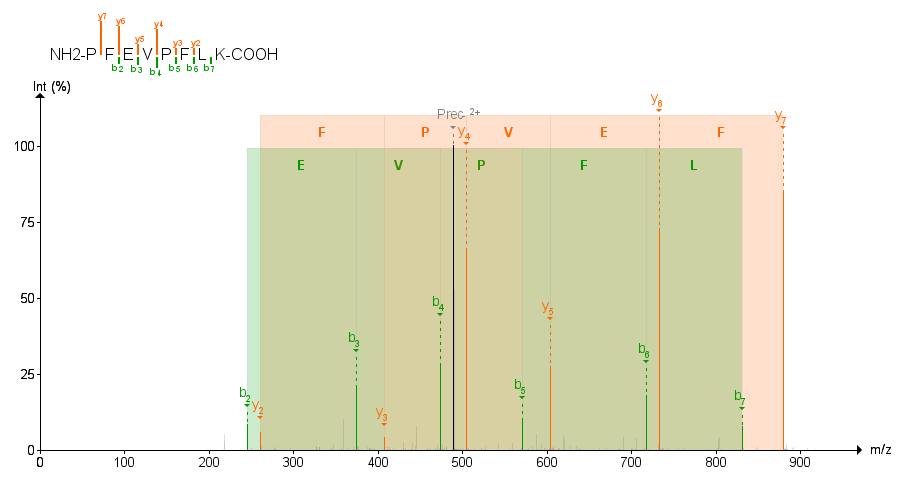 y7 y6 y5 y4 y3 y2
NH2-P F E V P F L K-COOH
b2 b3 b4 b5 b6 b7
Int (%)
Prec. 2+
y6
y7
y4
F P V E F
E V P F L
100
75
50
25
0
b2
y2
b3
y3
b4
b5
y5
b6
b7
0 100 200 300 400 500 600 700 800 900
m/z